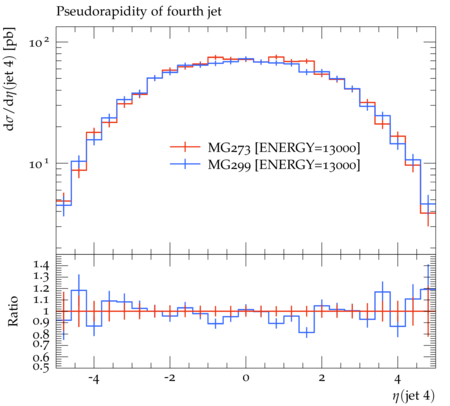 Pseudorapidity of fourth jet
dσ/dη(jet 4) [pb]
10²
10¹
MG273 [ENERGY=13000]
MG299 [ENERGY=13000]
Ratio
1.4
1.3
1.2
1.1
1
0.9
0.8
0.7
0.6
0.5
-4 -2 0 2 4
η(jet 4)